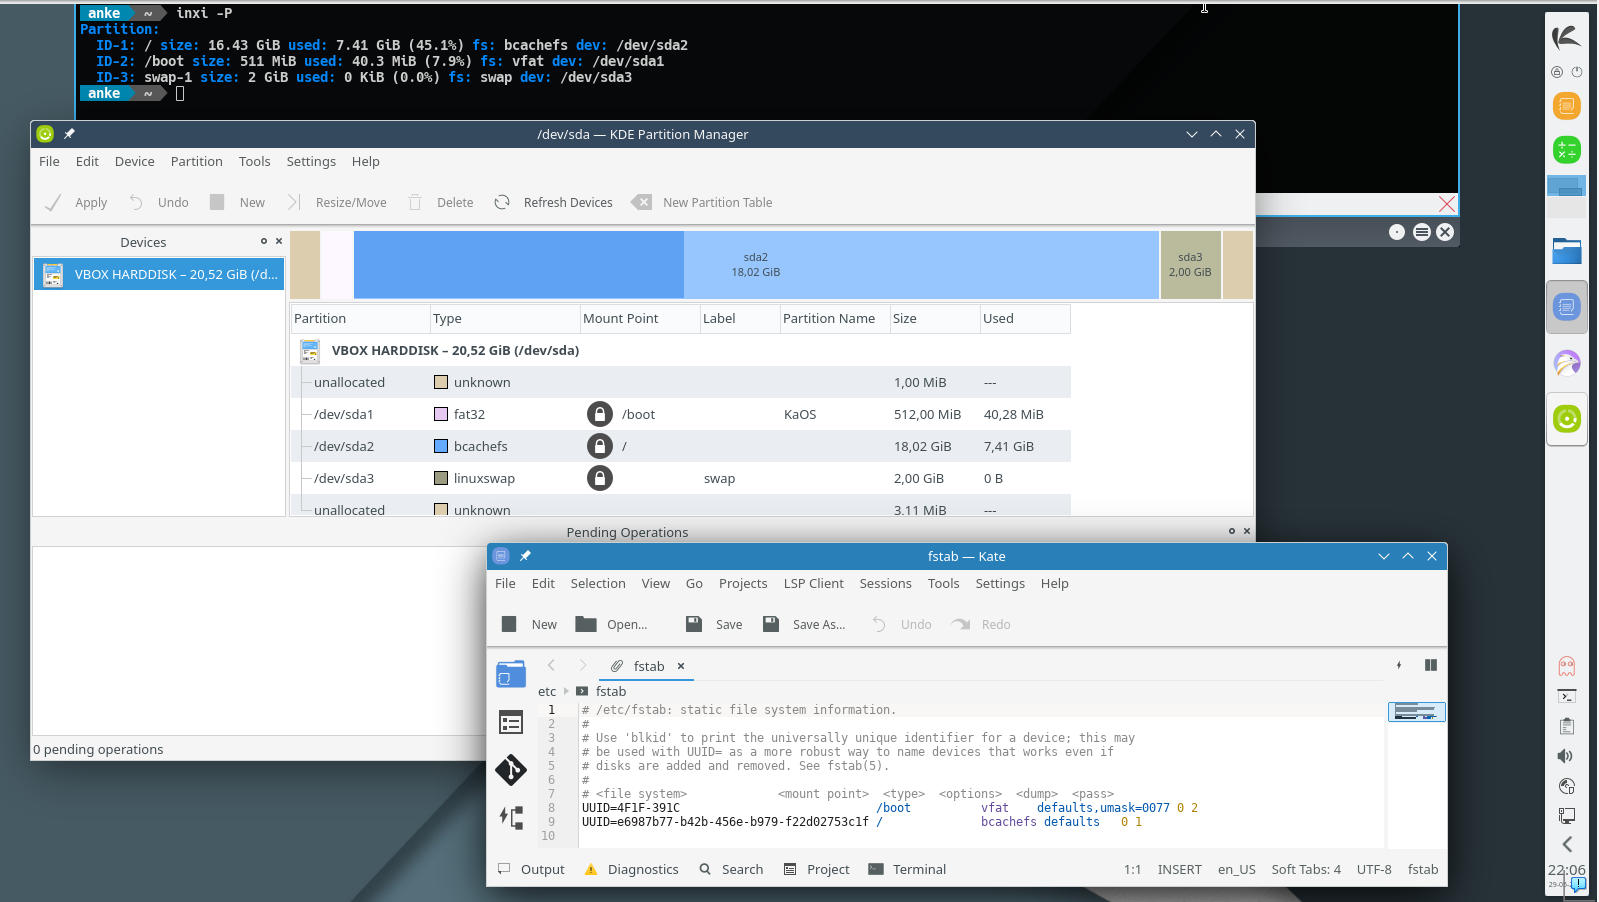 anke ~ inxi -P
Partition:
ID-1: / size: 16.43 GiB used: 7.41 GiB (45.1%) fs: bcachefs dev: /dev/sda2
ID-2: /boot size: 511 MiB used: 40.3 MiB (7.9%) fs: vfat dev: /dev/sda1
ID-3: swap-1 size: 2 GiB used: 0 KiB (0.0%) fs: swap dev: /dev/sda3
anke ~
/dev/sda — KDE Partition Manager
File Edit Device Partition Tools Settings Help
Apply Undo New Resize/Move Delete Refresh Devices New Partition Table
Devices
VBOX HARDDISK – 20,52 GiB (/d...
sda2
18,02 GiB
sda3
2,00 GiB
Partition Type Mount Point Label Partition Name Size Used
VBOX HARDDISK – 20,52 GiB (/dev/sda)
unallocated unknown 1,00 MiB ---
/dev/sda1 fat32 /boot KaOS 512,00 MiB 40,28 MiB
/dev/sda2 bcachefs / 18,02 GiB 7,41 GiB
/dev/sda3 linuxswap swap 2,00 GiB 0 B
unallocated unknown 3,11 MiB ---
Pending Operations
0 pending operations
fstab — Kate
File Edit Selection View Go Projects LSP Client Sessions Tools Settings Help
New Open... Save Save As... Undo Redo
fstab
etc fstab
1 # /etc/fstab: static file system information.
2 #
3 # Use 'blkid' to print the universally unique identifier for a device; this may
4 # be used with UUID= as a more robust way to name devices that works even if
5 # disks are added and removed. See fstab(5).
6 #
7 # <file system> <mount point> <type> <options> <dump> <pass>
8 UUID=4F1F-391C /boot vfat defaults,umask=0077 0 2
9 UUID=e6987b77-b42b-456e-b979-f22d02753c1f / bcachefs defaults 0 1
10
Output Diagnostics Search Project Terminal 1:1 INSERT en_US Soft Tabs: 4 UTF-8 fstab
22:06